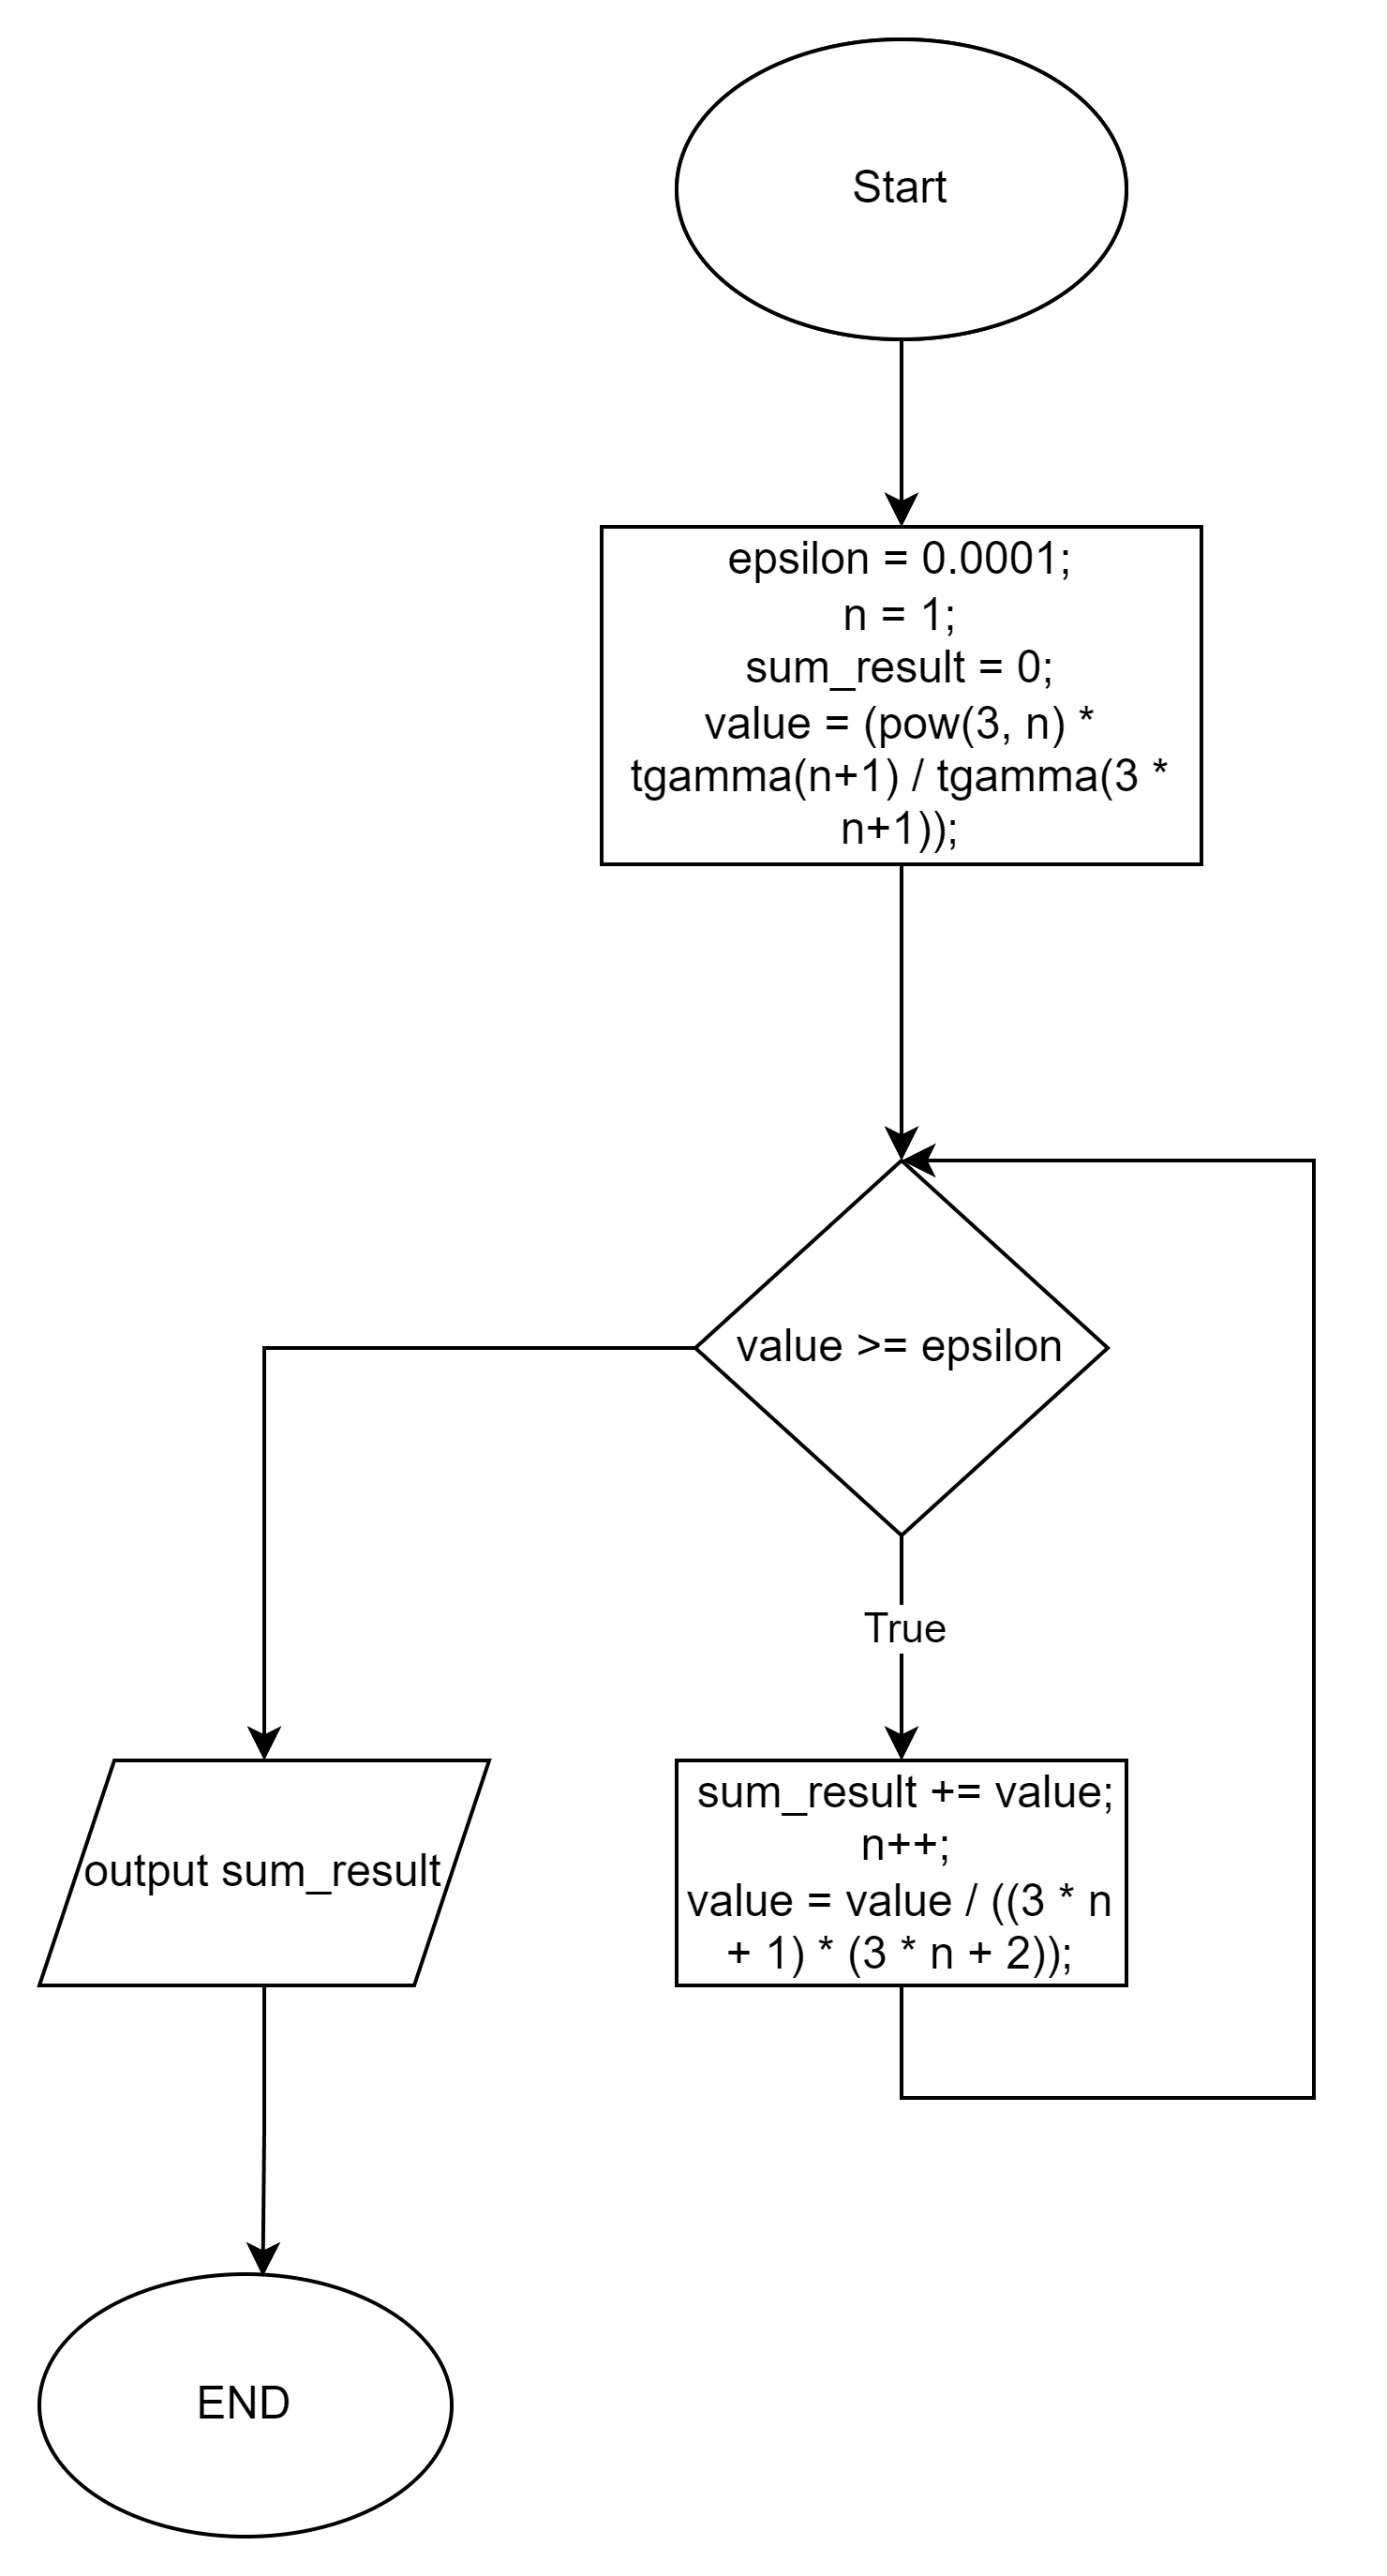 Start
epsilon = 0.0001;
n = 1;
sum_result = 0;
value = (pow(3, n) *
tgamma(n+1) / tgamma(3 *
n+1));
value >= epsilon
True
sum_result += value;
n++;
value = value / ((3 * n
+ 1) * (3 * n + 2));
output sum_result
END